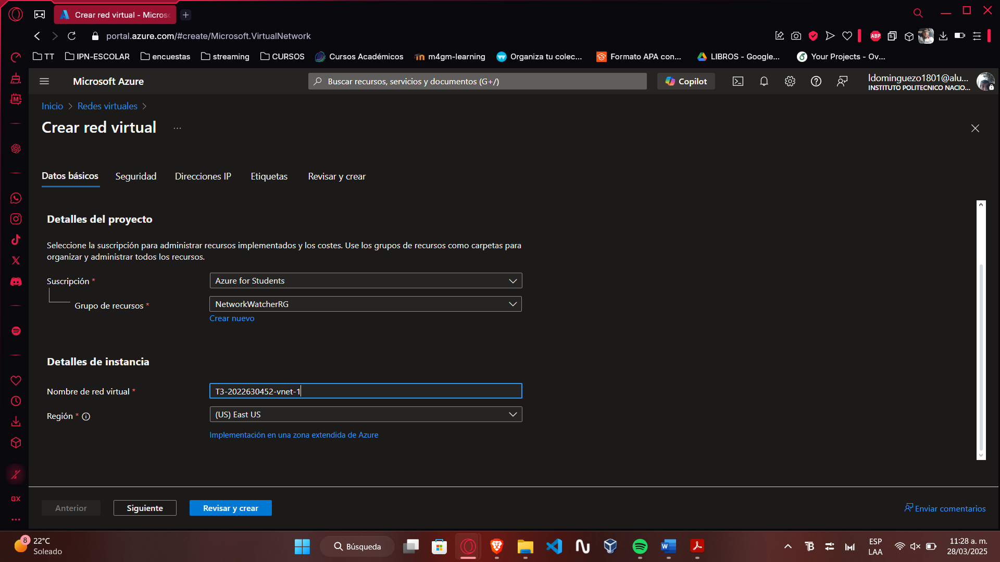 Crear red virtual - Micros
portal.azure.com/#create/Microsoft.VirtualNetwork
ABP
TT
IPN-ESCOLAR
encuestas
streaming
CURSOS
Cursos Académicos
m4gm-learning
Organiza tu colec...
Formato APA con...
LIBROS - Google...
Your Projects - Ov...
Microsoft Azure
Buscar recursos, servicios y documentos (G+/)
Copilot
ldominguezo1801@alu...
INSTITUTO POLITECNICO NACIO...
Inicio > Redes virtuales >
Crear red virtual ...
Datos básicos
Seguridad
Direcciones IP
Etiquetas
Revisar y crear
Detalles del proyecto
Seleccione la suscripción para administrar recursos implementados y los costes. Use los grupos de recursos como carpetas para
organizar y administrar todos los recursos.
Suscripción *
Azure for Students
Grupo de recursos *
NetworkWatcherRG
Crear nuevo
Detalles de instancia
Nombre de red virtual *
T3-2022630452-vnet-1
Región *
(US) East US
Implementación en una zona extendida de Azure
Anterior
Siguiente
Revisar y crear
Enviar comentarios
GX
8
22°C
Soleado
Búsqueda
ESP
LAA
11:28 a. m.
28/03/2025